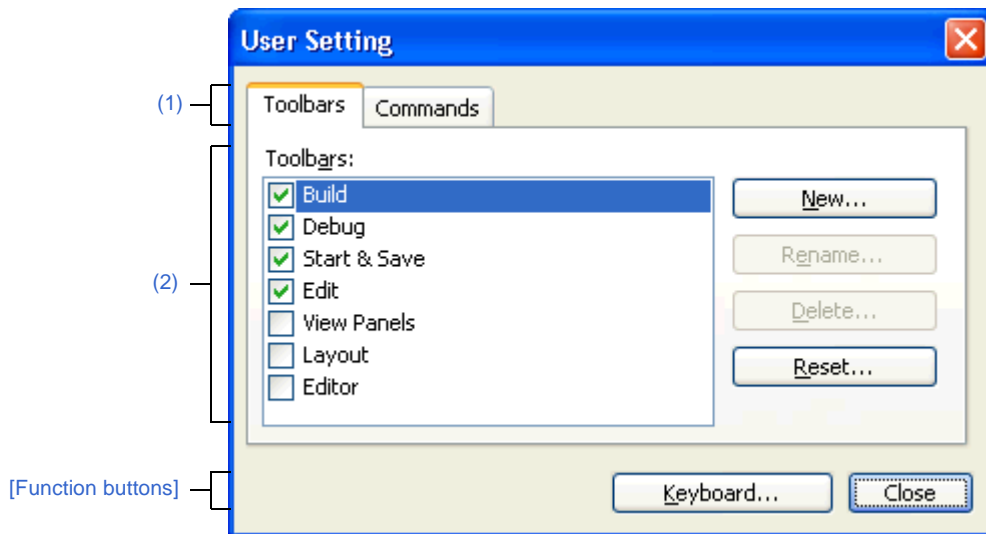 User Setting
(1)
Toolbars
Commands
(2)
Toolbars:
Build
Debug
Start & Save
Edit
View Panels
Layout
Editor
New...
Rename...
Delete...
Reset...
[Function buttons]
Keyboard...
Close